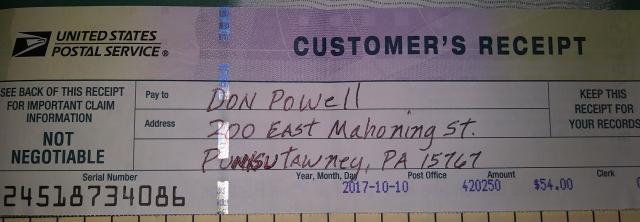 UNITED STATES
POSTAL SERVICE®
CUSTOMER'S RECEIPT
SEE BACK OF THIS RECEIPT
FOR IMPORTANT CLAIM
INFORMATION
NOT
NEGOTIABLE
Pay to
DON Powell
Address
200 EAST Mahoning ST.
PUNXSUTAWNEY, PA 15767
KEEP THIS
RECEIPT FOR
YOUR RECORDS
Serial Number
Year, Month, Day
Post Office
Amount
Clerk
24518734086
2017-10-10
420250
$54.00